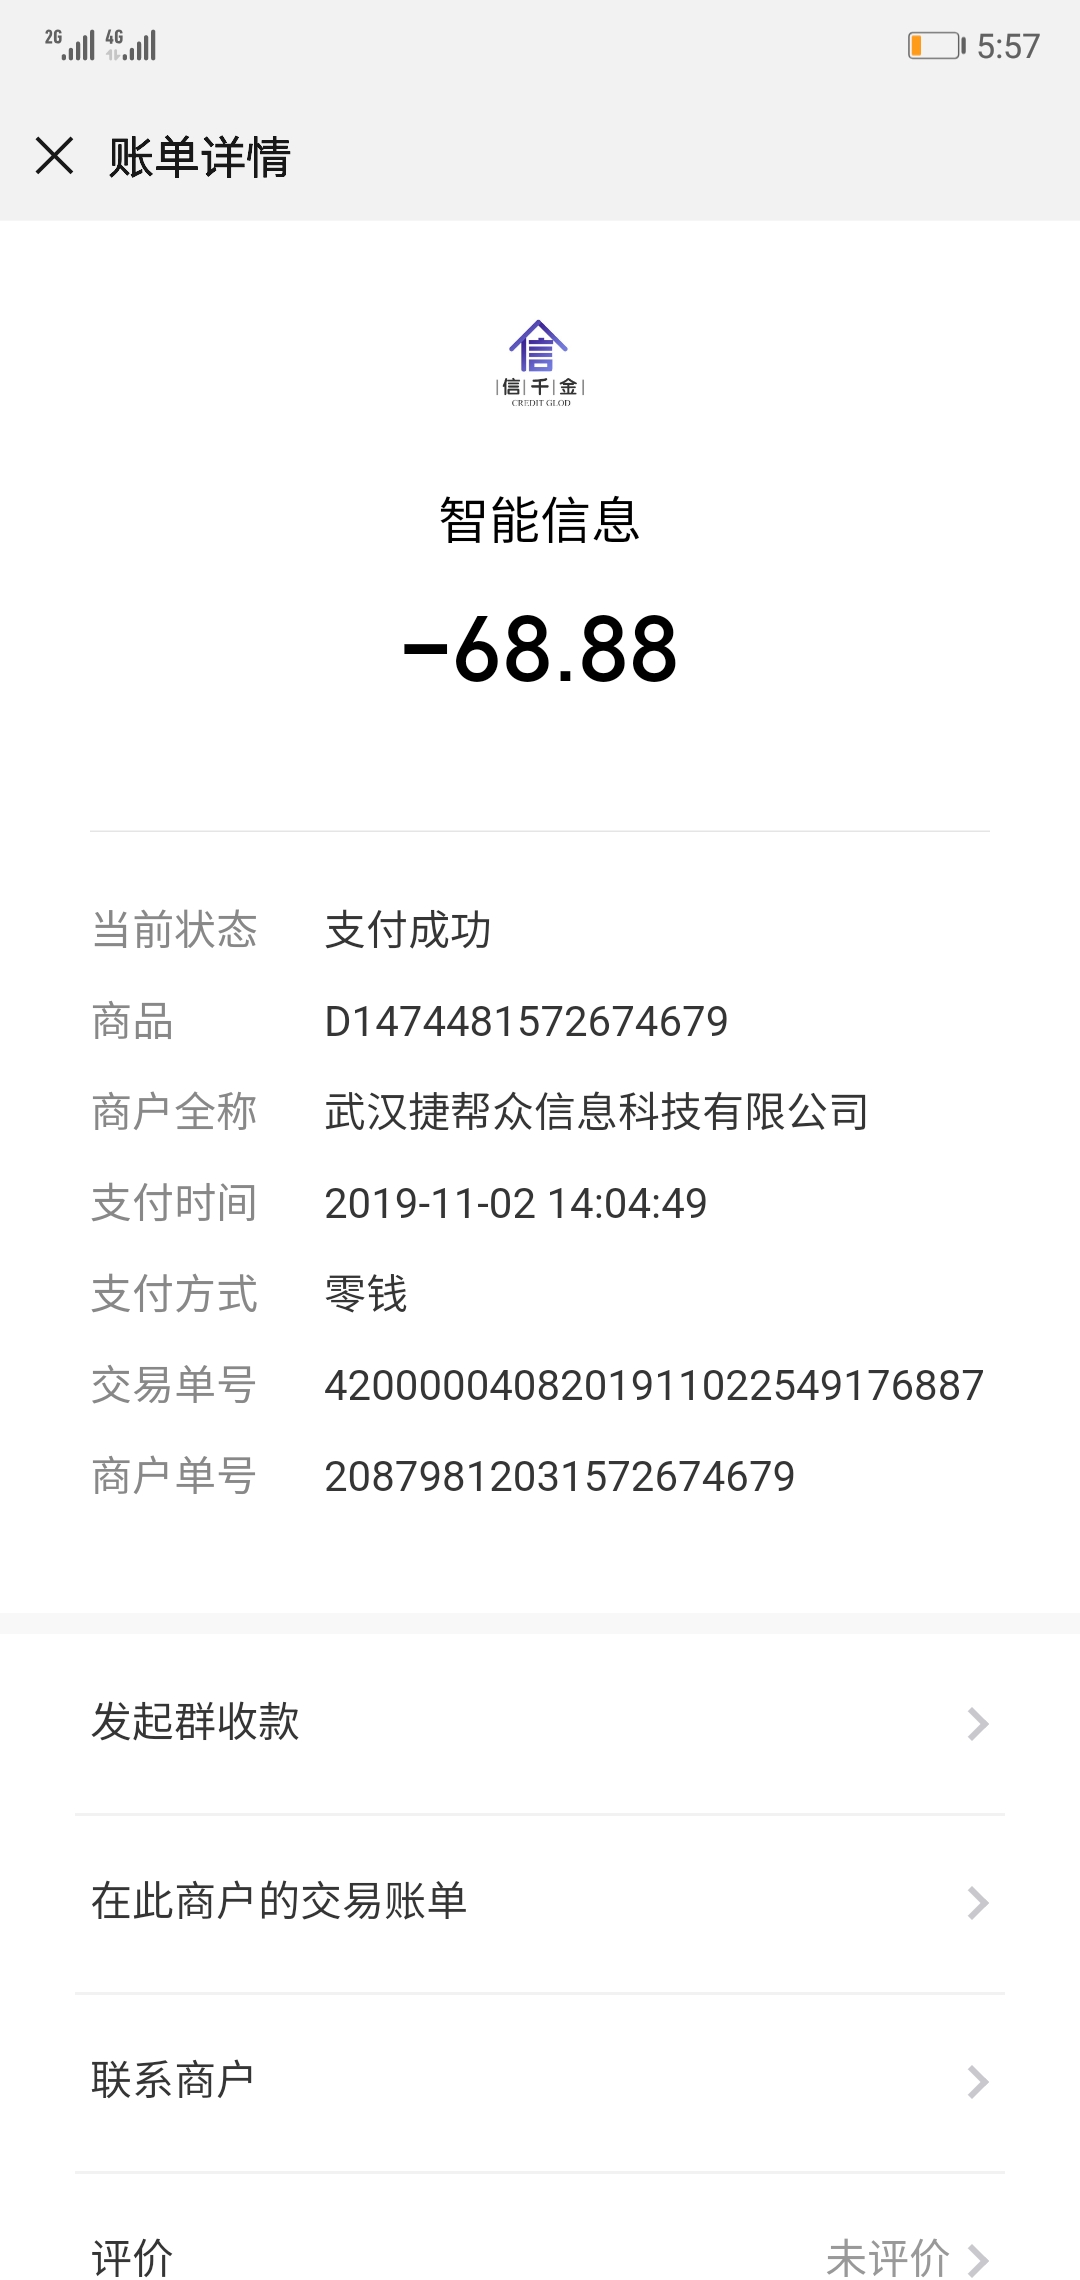 2G 4G 5:57
账单详情
信
信千金
CREDIT GLOD
智能信息
-68.88
当前状态 支付成功
商品 D1474481572674679
商户全称 武汉捷帮众信息科技有限公司
支付时间 2019-11-02 14:04:49
支付方式 零钱
交易单号 4200000408201911022549176887
商户单号 20879812031572674679
发起群收款
在此商户的交易账单
联系商户
评价 未评价